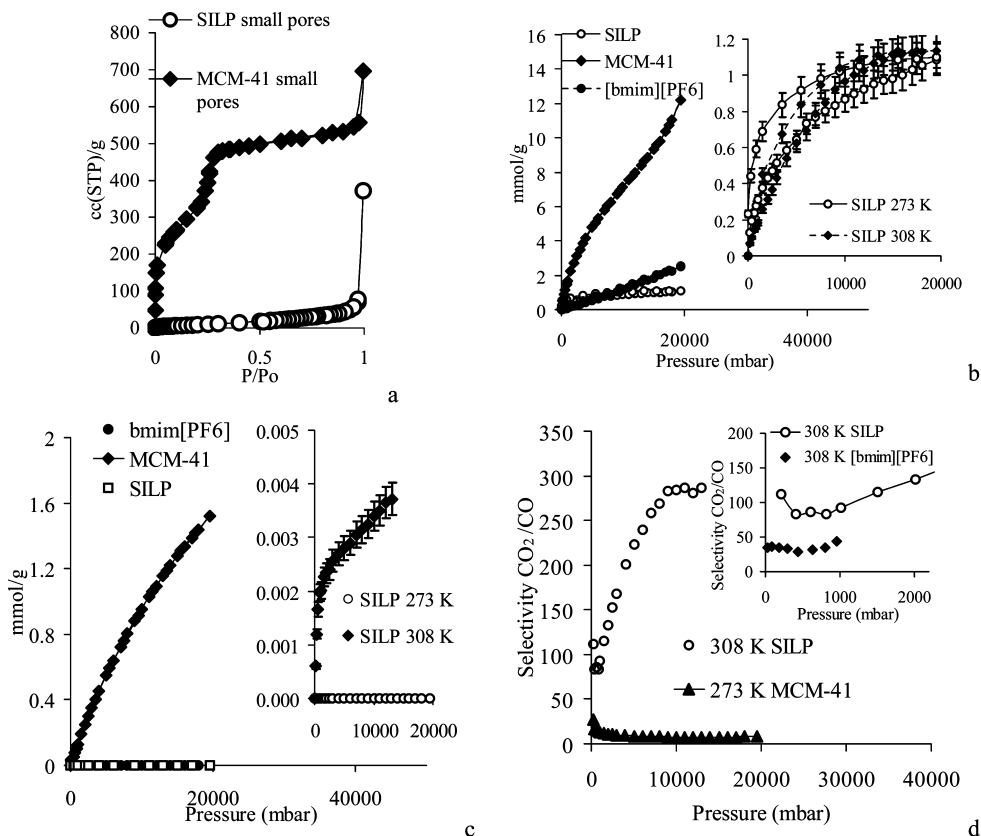 SILP small pores
MCM-41 small
pores
cc(STP)/g
800
700
600
500
400
300
200
100
0
0
0.5
1
P/Po
a
SILP
MCM-41
[bmim][PF6]
mmol/g
16
14
12
10
8
6
4
2
0
0
20000
40000
Pressure (mbar)
1.2
1
0.8
0.6
0.4
0.2
0
0
10000
20000
SILP 273 K
SILP 308 K
b
bmim[PF6]
MCM-41
SILP
mmol/g
2
1.6
1.2
0.8
0.4
0
0
20000
40000
Pressure (mbar)
0.005
0.004
0.003
0.002
0.001
0.000
0
10000
20000
SILP 273 K
SILP 308 K
c
Selectivity CO2/CO
350
300
250
200
150
100
50
0
0
10000
20000
30000
40000
Pressure (mbar)
308 K SILP
273 K MCM-41
308 K SILP
308 K [bmim][PF6]
Selectivity CO2/CO
200
150
100
50
0
0
1000
2000
Pressure (mbar)
d